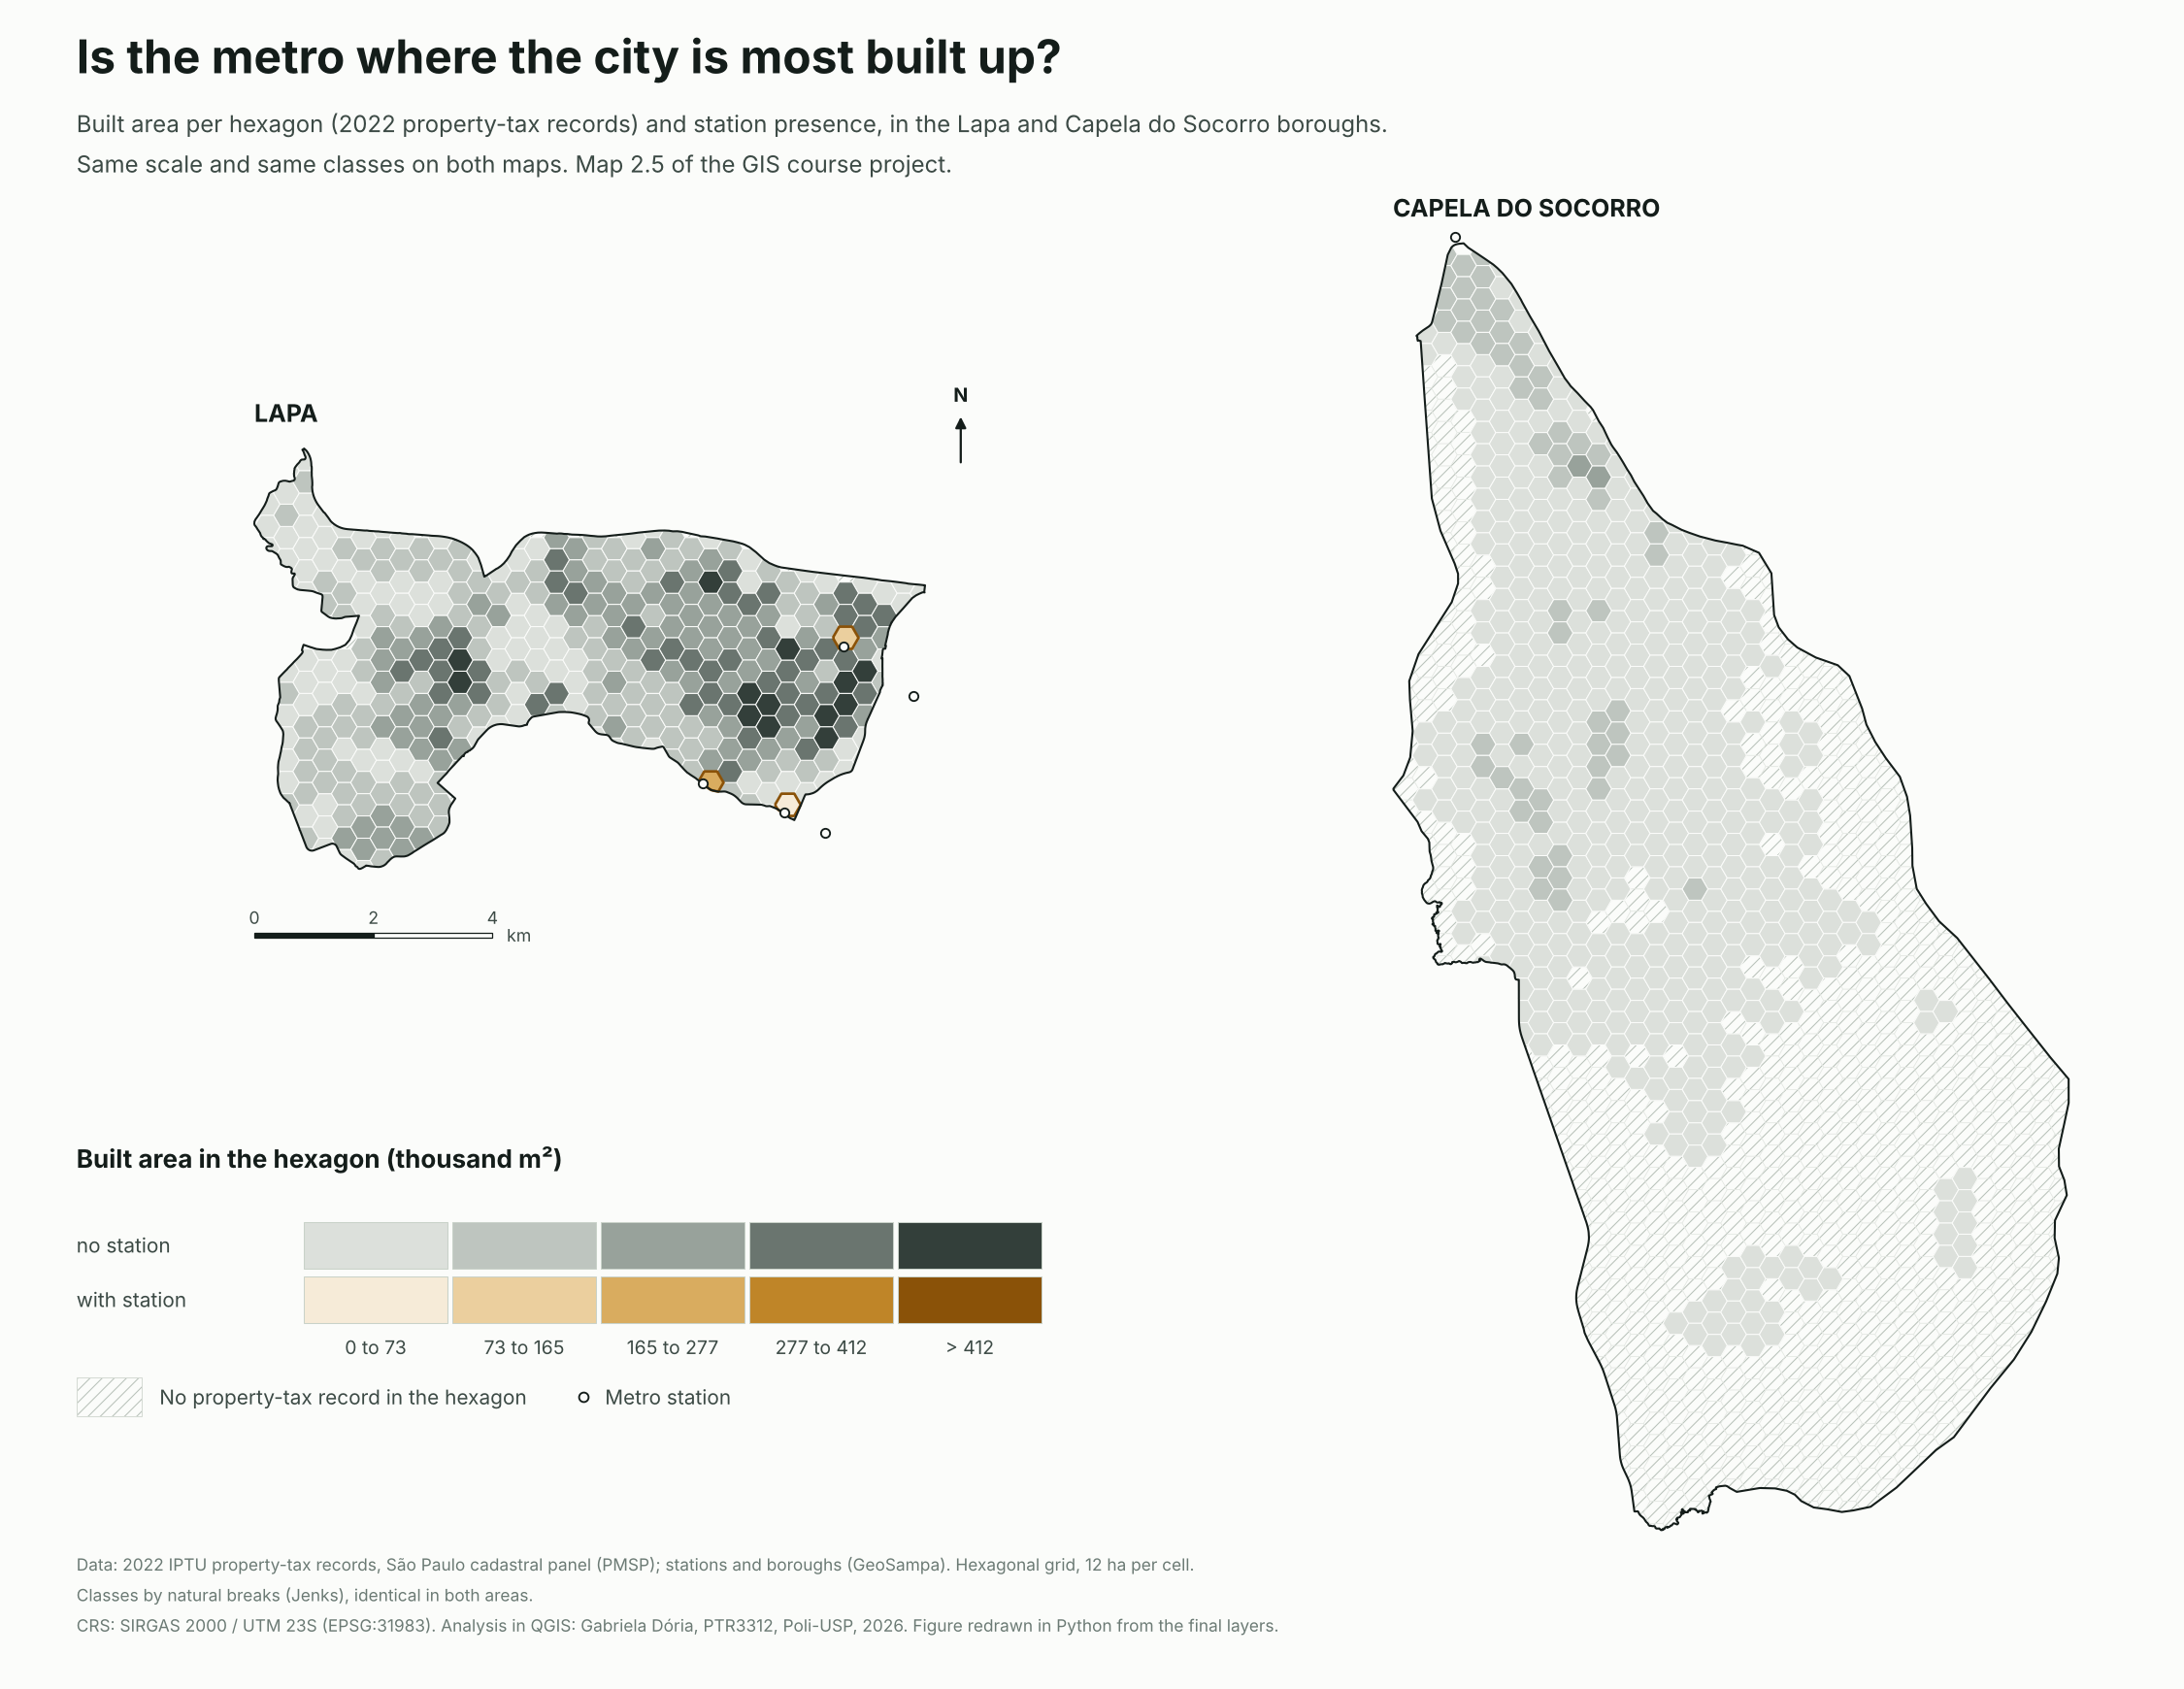 Is the metro where the city is most built up?
Built area per hexagon (2022 property-tax records) and station presence, in the Lapa and Capela do Socorro boroughs.
Same scale and same classes on both maps. Map 2.5 of the GIS course project.
CAPELA DO SOCORRO
N
LAPA
0 2 4
km
Built area in the hexagon (thousand m²)
no station
with station
0 to 73 73 to 165 165 to 277 277 to 412 > 412
No property-tax record in the hexagon Metro station
Data: 2022 IPTU property-tax records, São Paulo cadastral panel (PMSP); stations and boroughs (GeoSampa). Hexagonal grid, 12 ha per cell.
Classes by natural breaks (Jenks), identical in both areas.
CRS: SIRGAS 2000 / UTM 23S (EPSG:31983). Analysis in QGIS: Gabriela Dória, PTR3312, Poli-USP, 2026. Figure redrawn in Python from the final layers.